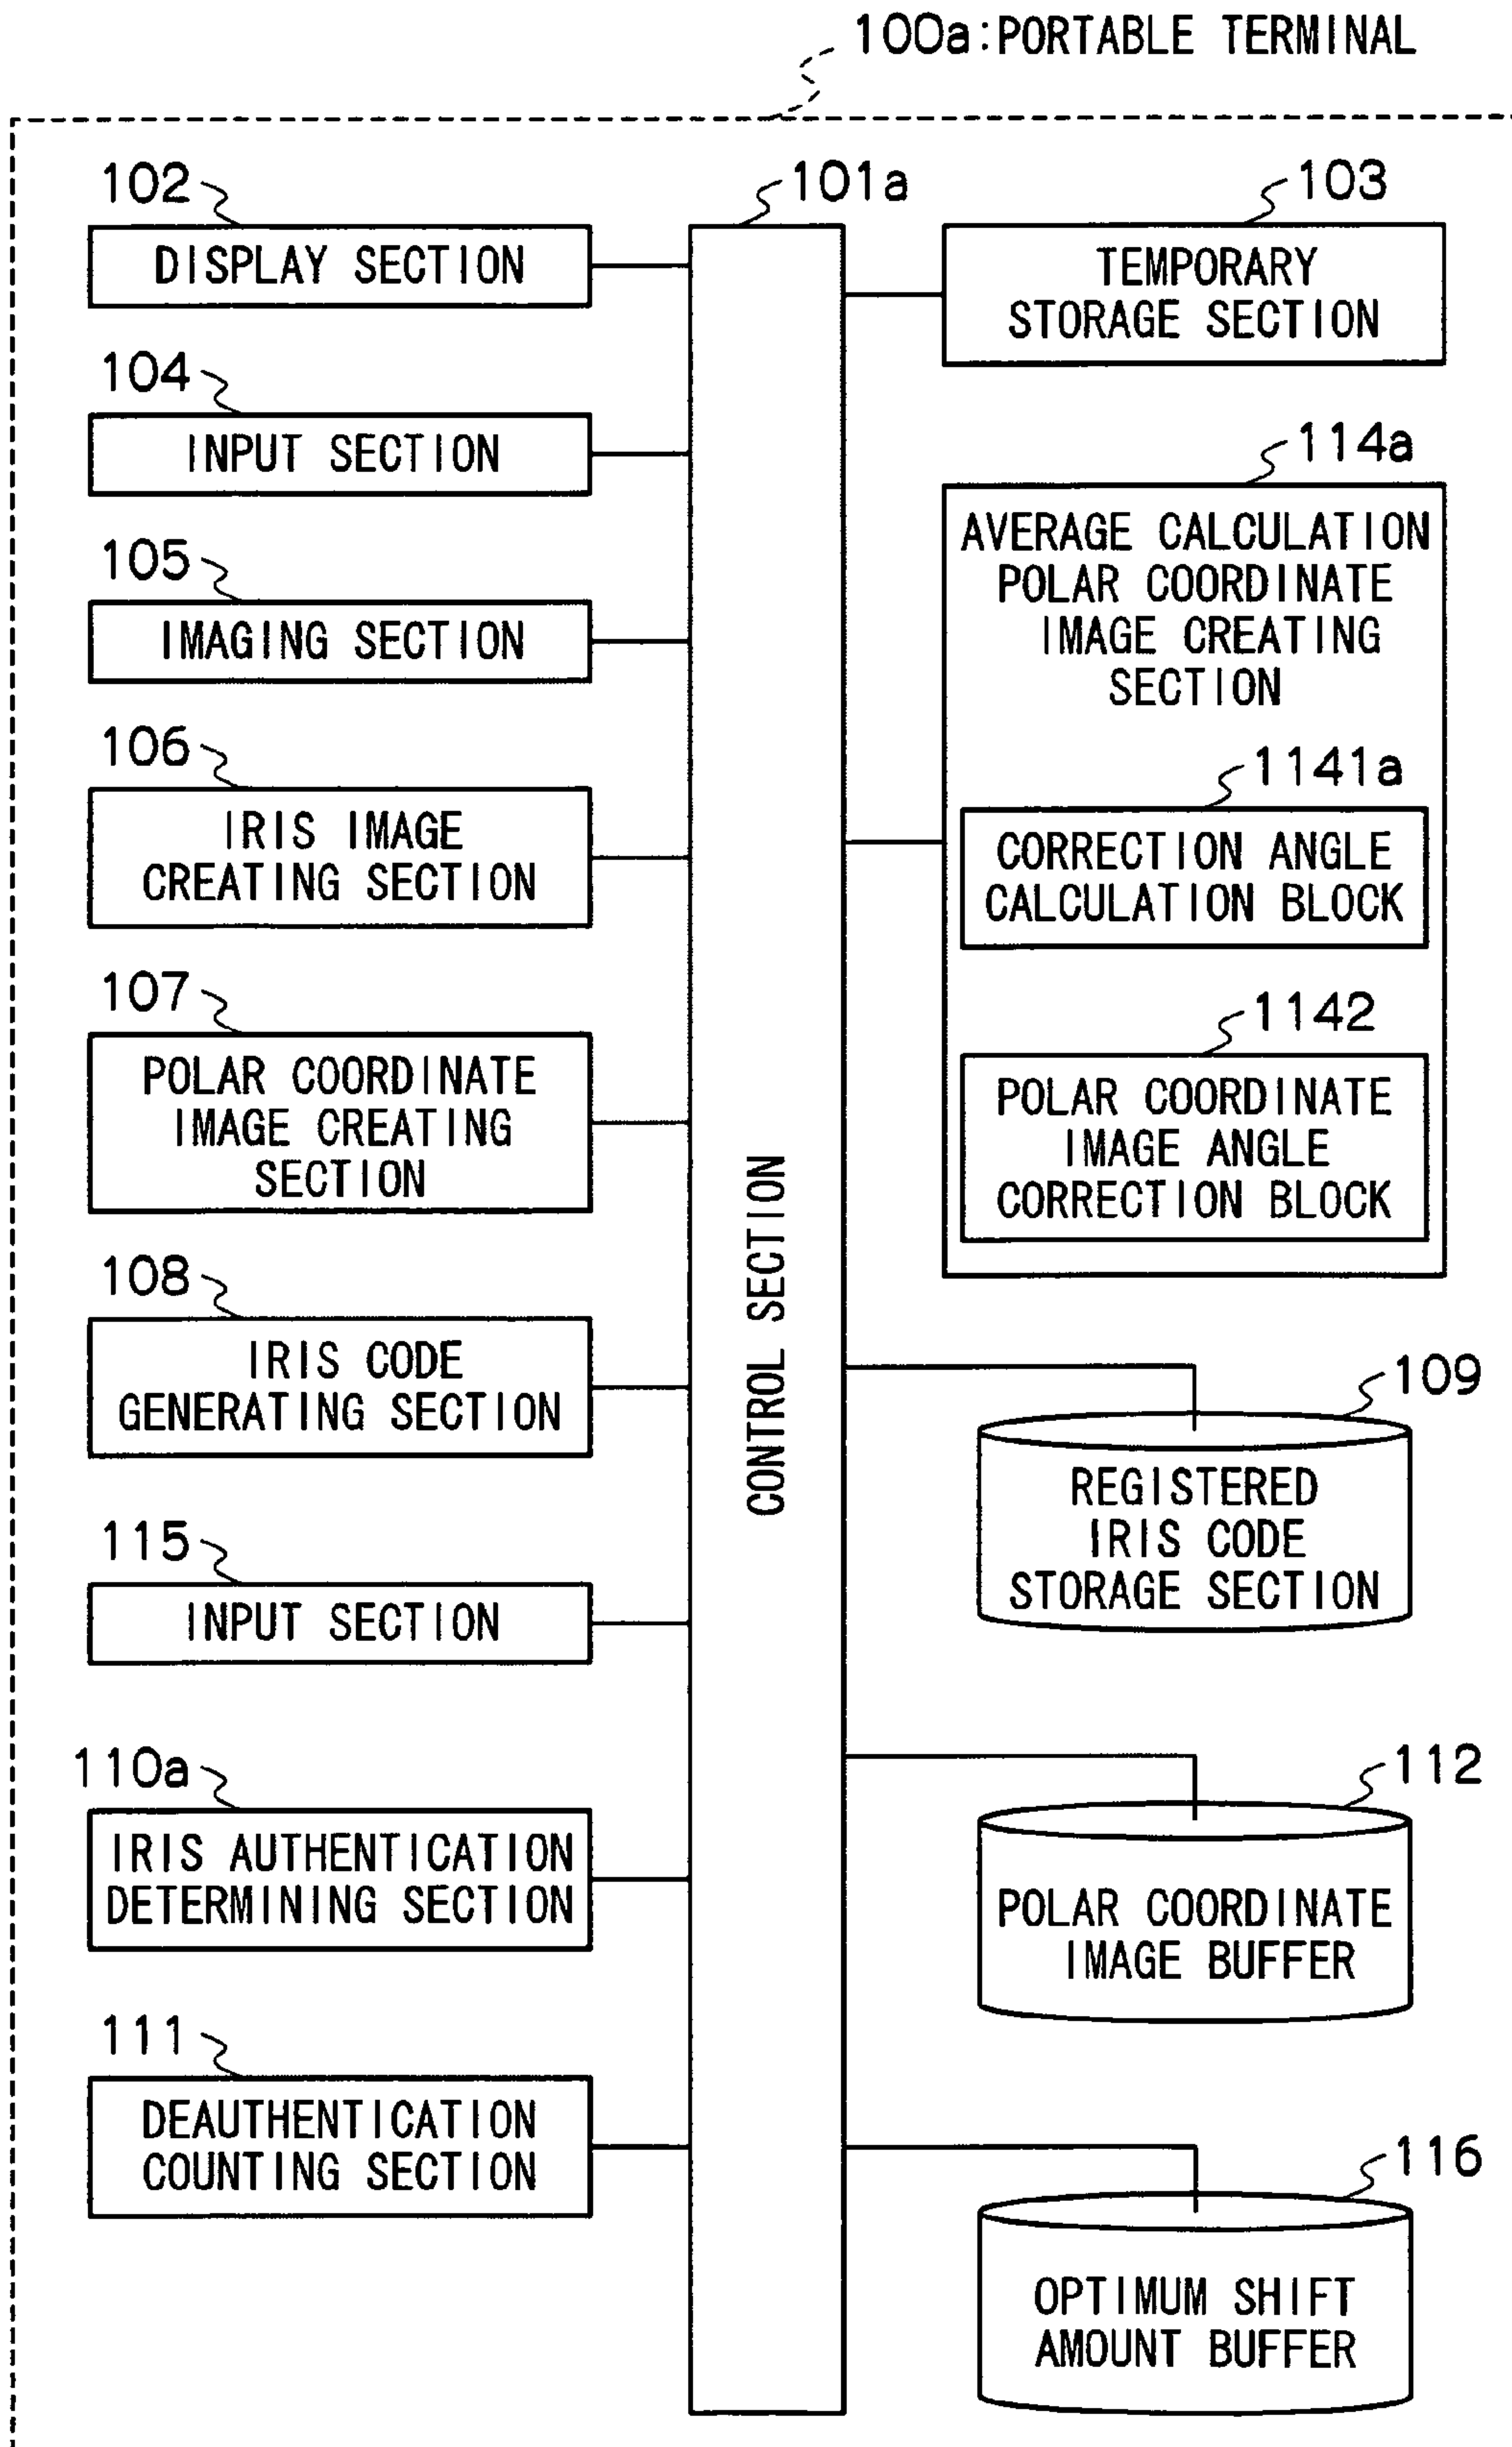 100a:PORTABLE TERMINAL
102
DISPLAY SECTION
104
INPUT SECTION
105
IMAGING SECTION
106
IRIS IMAGE
CREATING SECTION
107
POLAR COORDINATE
IMAGE CREATING
SECTION
108
IRIS CODE
GENERATING SECTION
115
INPUT SECTION
110a
IRIS AUTHENTICATION
DETERMINING SECTION
111
DEAUTHENTICATION
COUNTING SECTION
101a
CONTROL SECTION
103
TEMPORARY
STORAGE SECTION
114a
AVERAGE CALCULATION
POLAR COORDINATE
IMAGE CREATING
SECTION
1141a
CORRECTION ANGLE
CALCULATION BLOCK
1142
POLAR COORDINATE
IMAGE ANGLE
CORRECTION BLOCK
109
REGISTERED
IRIS CODE
STORAGE SECTION
112
POLAR COORDINATE
IMAGE BUFFER
116
OPTIMUM SHIFT
AMOUNT BUFFER